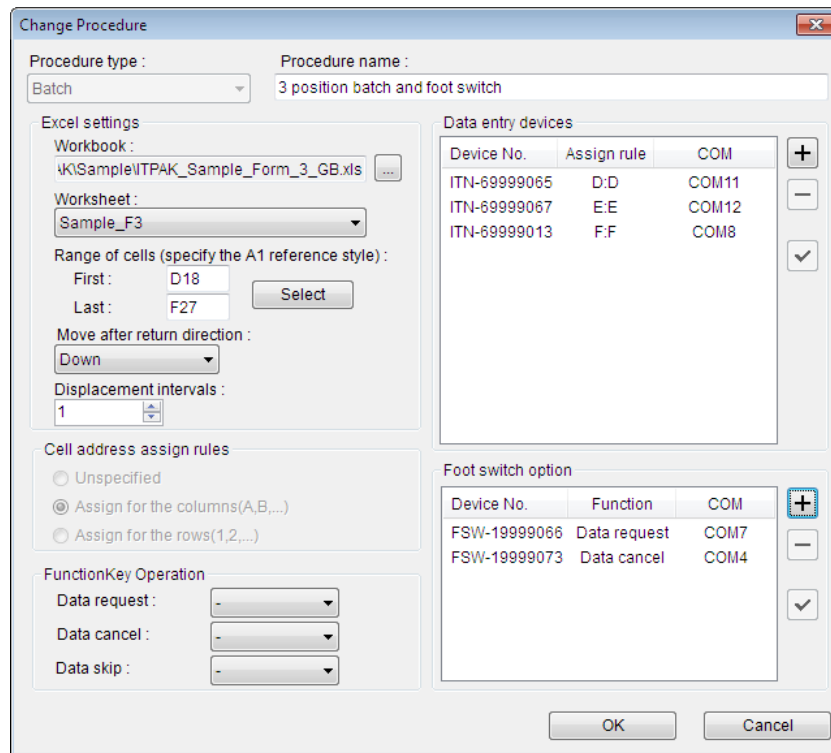 Change Procedure
Procedure type :
Batch
Procedure name :
3 position batch and foot switch
Excel settings
Workbook :
\K\Sample\ITPAK_Sample_Form_3_GB.xls
...
Worksheet :
Sample_F3
Range of cells (specify the A1 reference style) :
First :
D18
Last :
F27
Select
Move after return direction :
Down
Displacement intervals :
1
Cell address assign rules
Unspecified
Assign for the columns(A,B,...)
Assign for the rows(1,2,...)
FunctionKey Operation
Data request :
-
Data cancel :
-
Data skip :
-
Data entry devices
Device No. Assign rule COM
ITN-69999065 D:D COM11
ITN-69999067 E:E COM12
ITN-69999013 F:F COM8
Foot switch option
Device No. Function COM
FSW-19999066 Data request COM7
FSW-19999073 Data cancel COM4
OK
Cancel